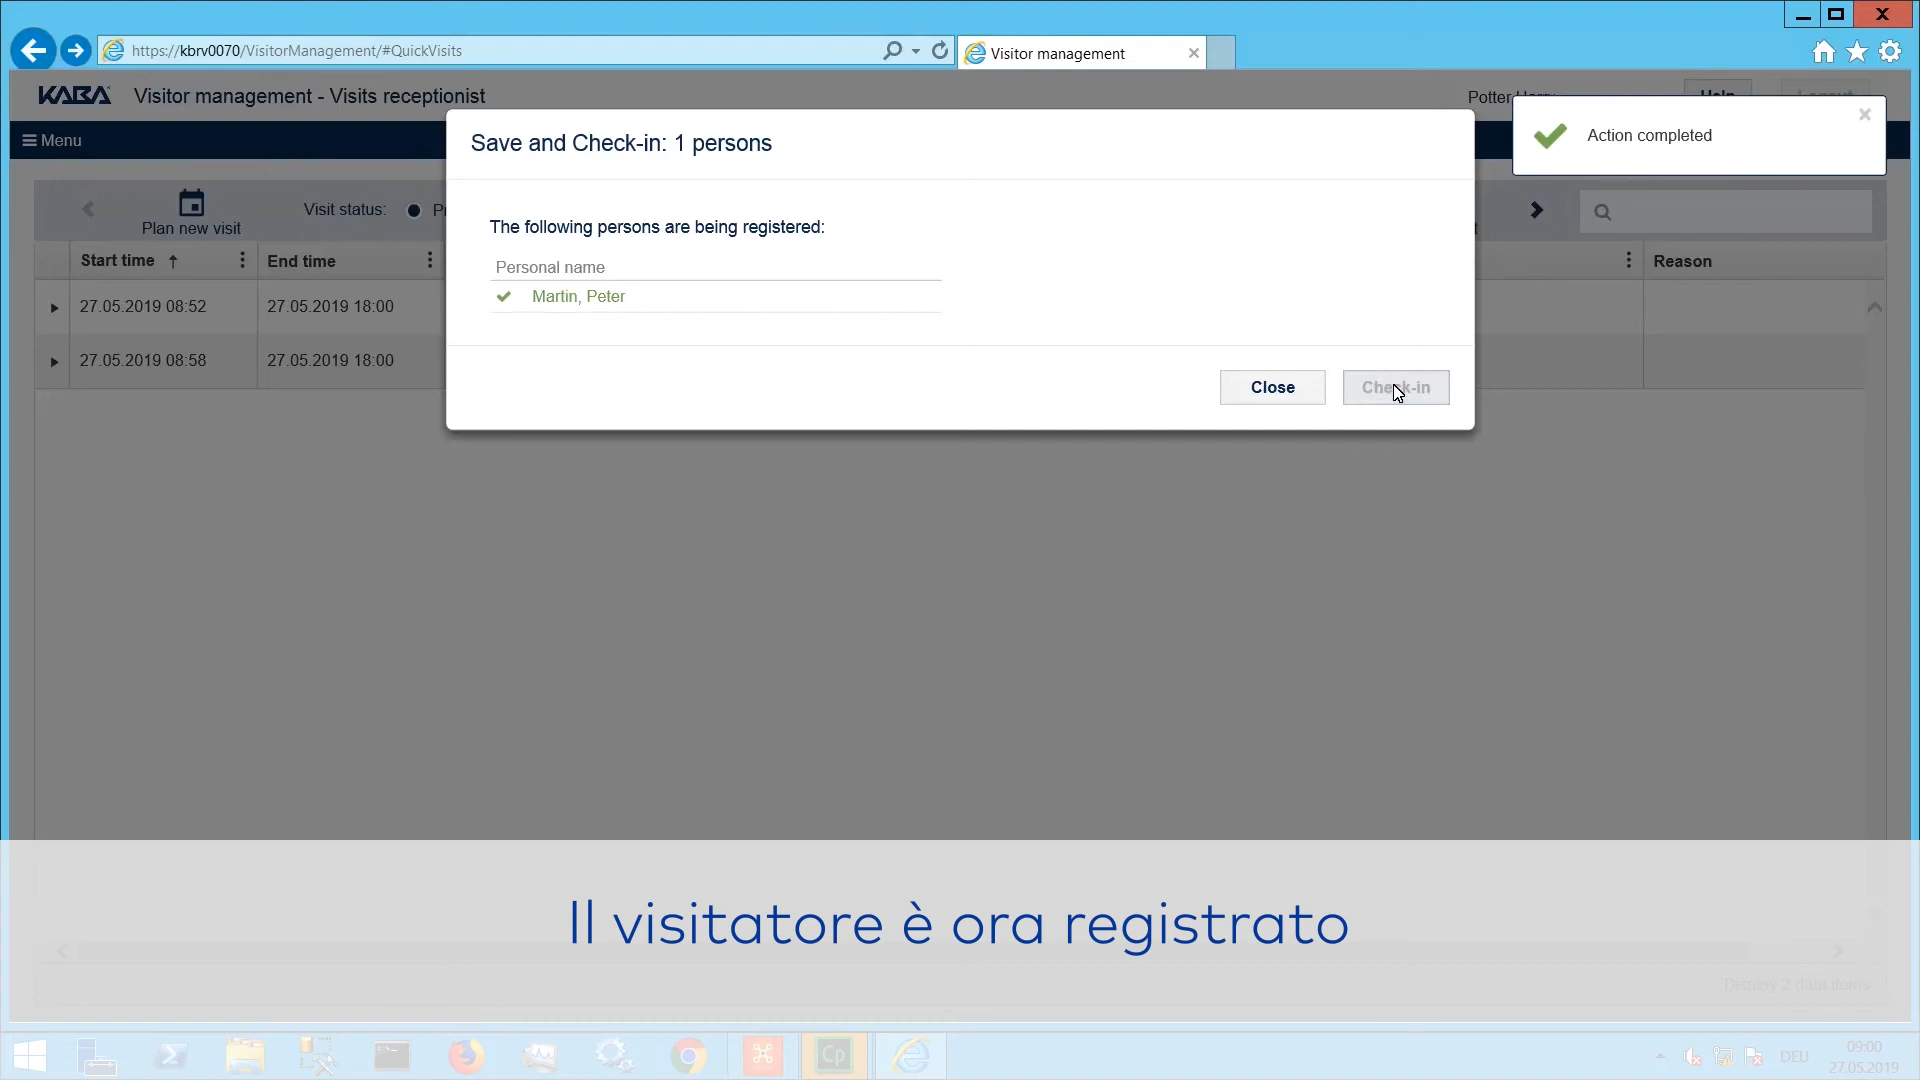 https://kbrv0070/VisitorManagement/#QuickVisits
Visitor management
KABA
Visitor management - Visits receptionist
Help
Menu
Action completed
Save and Check-in: 1 persons
Plan new visit
Visit status:
The following persons are being registered:
Start time
End time
Reason
Personal name
Martin, Peter
27.05.2019 08:52
27.05.2019 18:00
27.05.2019 08:58
27.05.2019 18:00
Close
Check-in
Il visitatore è ora registrato
Display 2 data items
Cp
DEU
09:00
27.05.2019